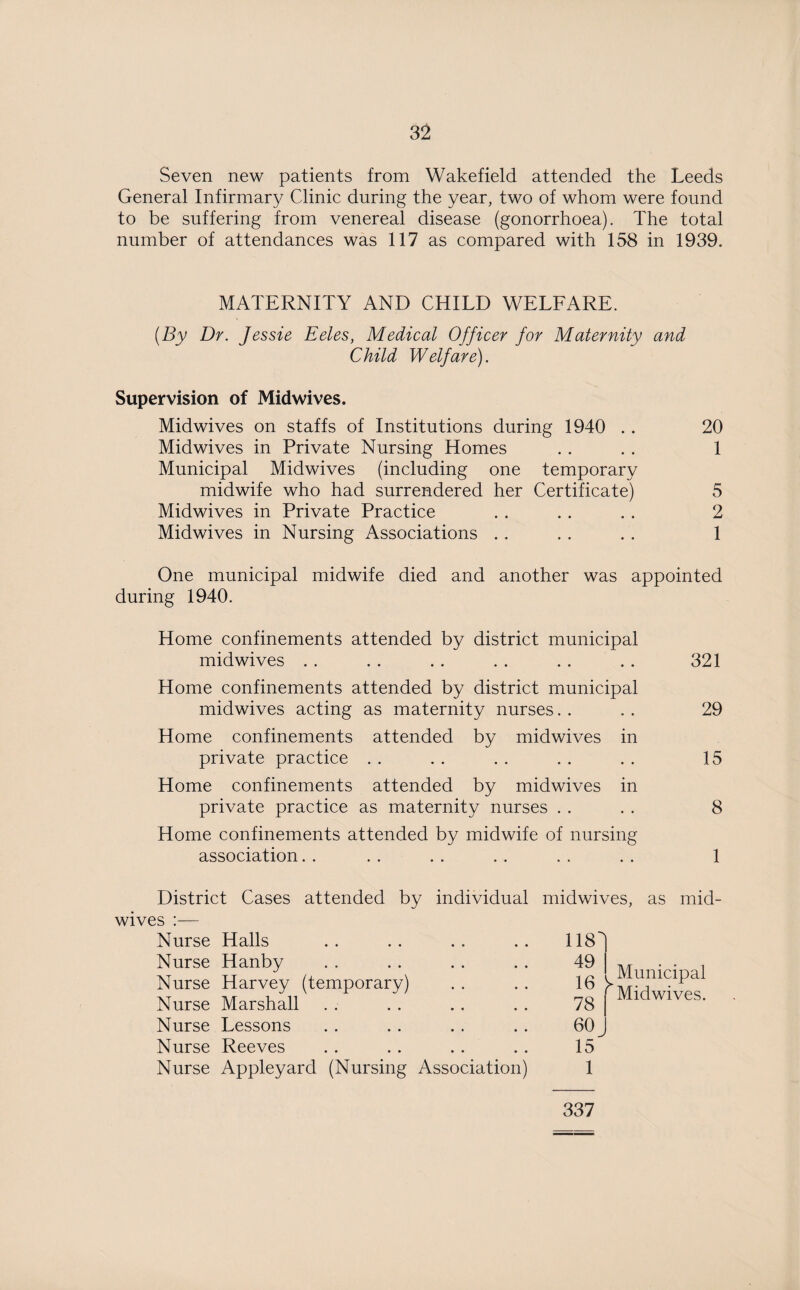 32
Seven new patients from Wakefield attended the Leeds
General Infirmary Clinic during the year, two of whom were found
to be suffering from venereal disease (gonorrhoea). The total
number of attendances was 117 as compared with 158 in 1939.
MATERNITY AND CHILD WELFARE.
(By Dr. Jessie Eeles, Medical Officer for Maternity and
Child Welfare).
Supervision of Midwives.
Midwives on staffs of Institutions during 1940 . . 20
Midwives in Private Nursing Homes . . . . 1
Municipal Midwives (including one temporary
midwife who had surrendered her Certificate) 5
Midwives in Private Practice . . . . . . 2
Midwives in Nursing Associations . . . . . . 1
One municipal midwife died and another was appointed
during 1940.
Home confinements attended by district municipal
midwives . . . . . . . . . . . . 321
Home confinements attended by district municipal
midwives acting as maternity nurses. . . . 29
Home confinements attended by midwives in
private practice . . . . . . . . . . 15
Home confinements attended by midwives in
private practice as maternity nurses . . . . 8
Home confinements attended by midwife of nursing
association. . . . . . . . . . . . 1
District Cases attended by individual midwives, as mid-
wives :—
Nurse Halls . . . . . . . . 118
Nurse Hanby . . . . . . . . 49
Nurse Harvey (temporary) . . . . 16 Municipal
Nurse Marshall . . . . . . . . 78 Midwives.
Nurse Lessons . . . . . . . . 60
Nurse Reeves . . . . . . . . 15
Nurse Appleyard (Nursing Association) 1
337